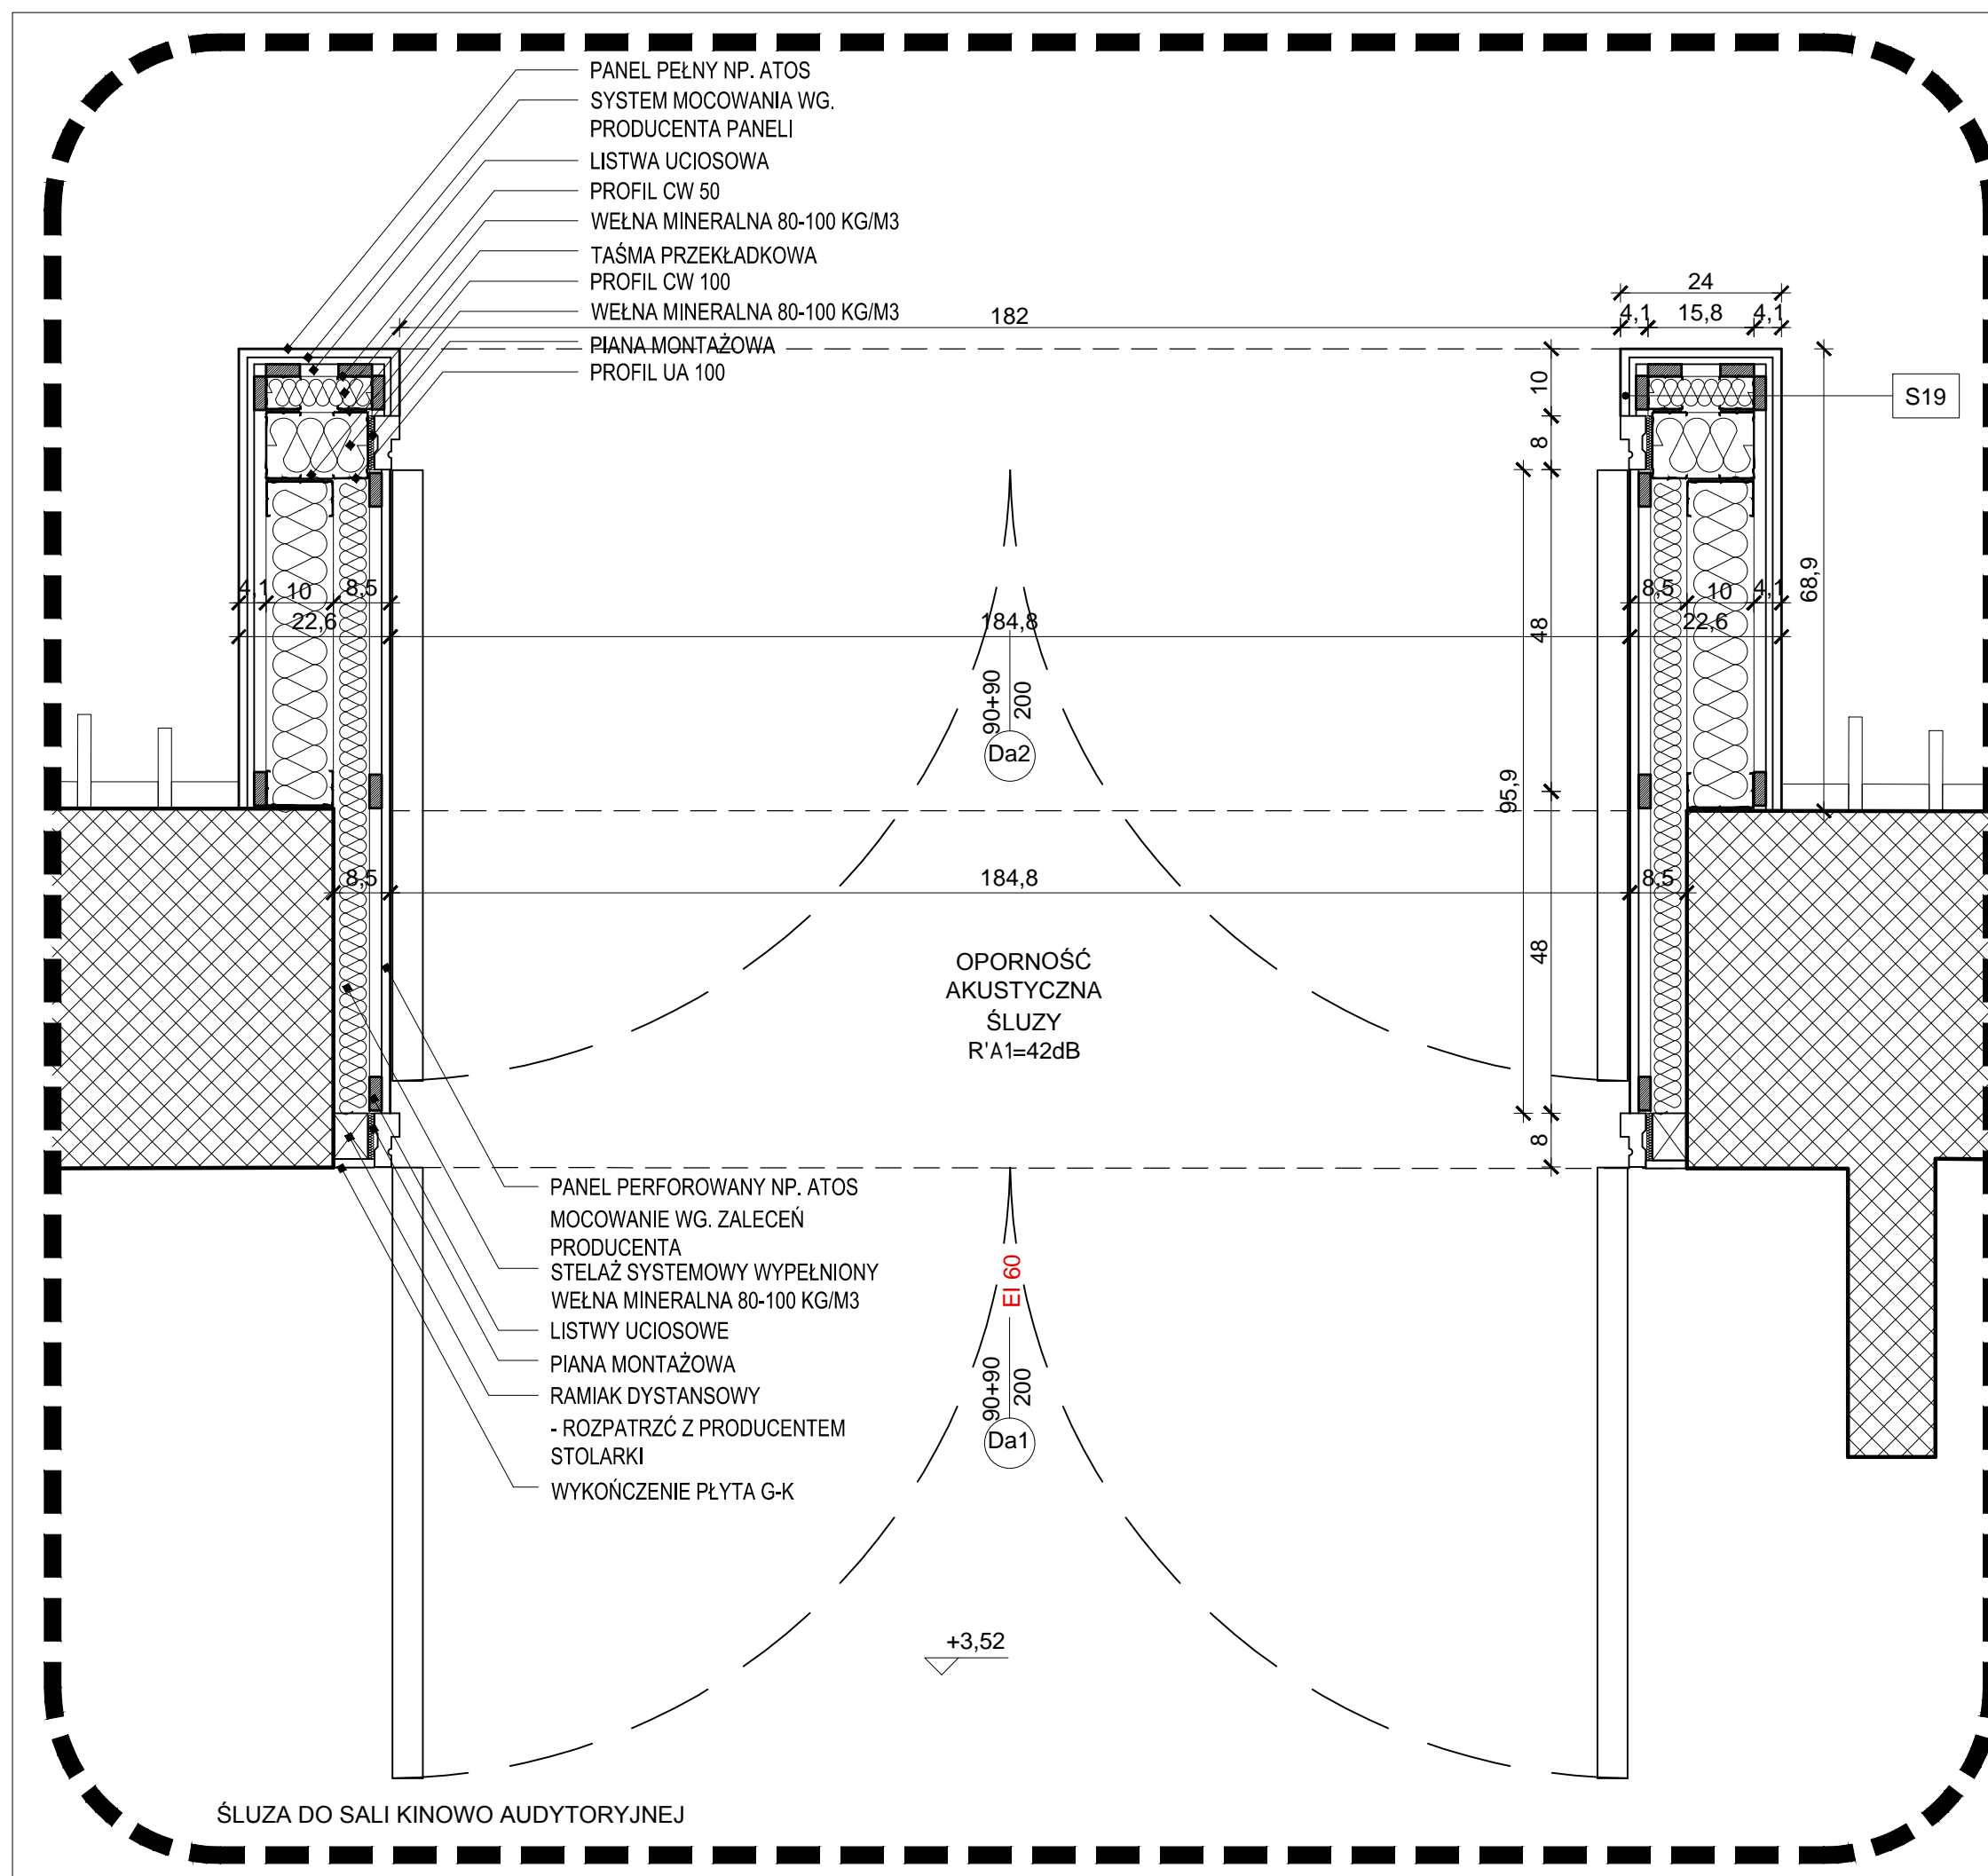 PANEL PEŁNY NP. ATOS
SYSTEM MOCOWANIA WG.
PRODUCENTA PANELI
LISTWA UCIOSOWA
PROFIL CW 50
WEŁNA MINERALNA 80-100 KG/M3
TAŚMA PRZEKŁADKOWA
PROFIL CW 100
WEŁNA MINERALNA 80-100 KG/M3
PIANA MONTAŻOWA
PROFIL UA 100
24
182
4,1
15,8
4,1
10
S19
8
4,1
10
8,5
8,5
10
4,1
68,9
22,6
184,8
48
22,6
90+90
200
Da2
95,9
8,5
184,8
8,5
48
OPORNOŚĆ
AKUSTYCZNA
ŚLUZY
R'A1=42dB
8
PANEL PERFOROWANY NP. ATOS
MOCOWANIE WG. ZALECEŃ
PRODUCENTA
STELAŻ SYSTEMOWY WYPEŁNIONY
WEŁNA MINERALNA 80-100 KG/M3
LISTWY UCIOSOWE
PIANA MONTAŻOWA
RAMIAK DYSTANSOWY
- ROZPATRZĆ Z PRODUCENTEM
STOLARKI
WYKOŃCZENIE PŁYTA G-K
EI 60
90+90
200
Da1
+3,52
ŚLUZA DO SALI KINOWO AUDYTORYJNEJ